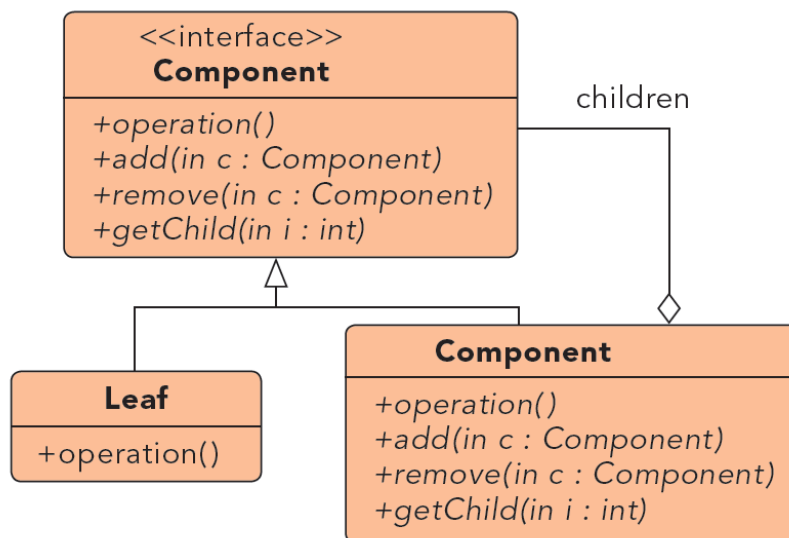 <<interface>>
Component
+operation()
+add(in c : Component)
+remove(in c : Component)
+getChild(in i : int)
children
Leaf
+operation()
Component
+operation()
+add(in c : Component)
+remove(in c : Component)
+getChild(in i : int)